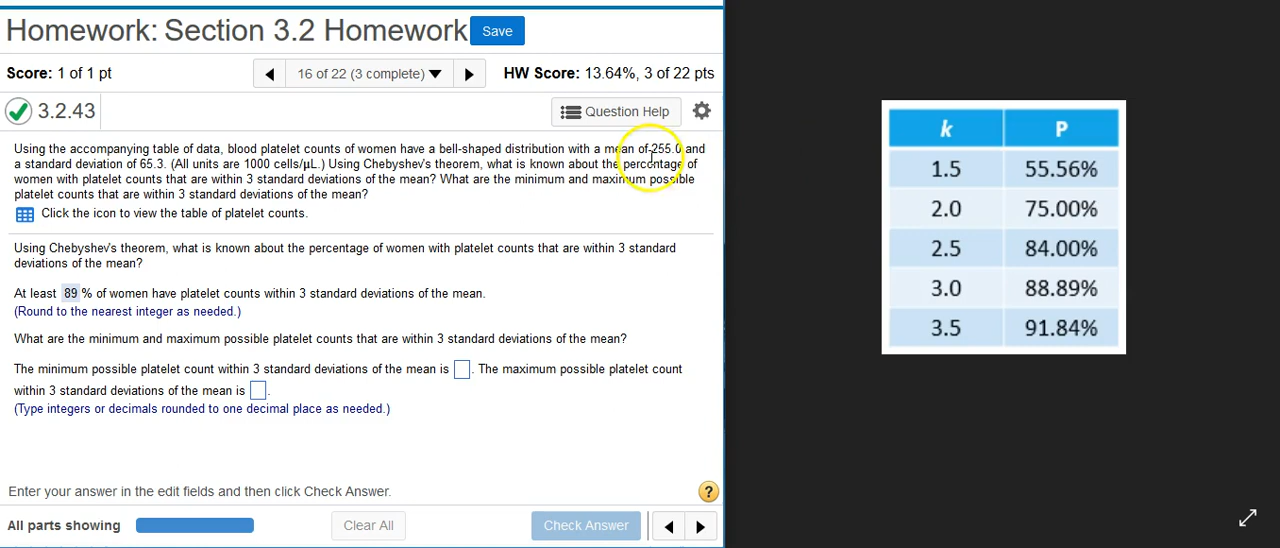 Homework: Section 3.2 Homework
Save
Score: 1 of 1 pt
16 of 22 (3 complete)
HW Score: 13.64%, 3 of 22 pts
3.2.43
Question Help
Using the accompanying table of data, blood platelet counts of women have a bell-shaped distribution with a mean of 255.0 and
a standard deviation of 65.3. (All units are 1000 cells/μL.) Using Chebyshev's theorem, what is known about the percentage of
women with platelet counts that are within 3 standard deviations of the mean? What are the minimum and maximum possible
platelet counts that are within 3 standard deviations of the mean?
Click the icon to view the table of platelet counts.
Using Chebyshev's theorem, what is known about the percentage of women with platelet counts that are within 3 standard
deviations of the mean?
At least 89 % of women have platelet counts within 3 standard deviations of the mean.
(Round to the nearest integer as needed.)
What are the minimum and maximum possible platelet counts that are within 3 standard deviations of the mean?
The minimum possible platelet count within 3 standard deviations of the mean is . The maximum possible platelet count
within 3 standard deviations of the mean is .
(Type integers or decimals rounded to one decimal place as needed.)
Enter your answer in the edit fields and then click Check Answer.
?
All parts showing
Clear All
Check Answer
k P
1.5 55.56%
2.0 75.00%
2.5 84.00%
3.0 88.89%
3.5 91.84%